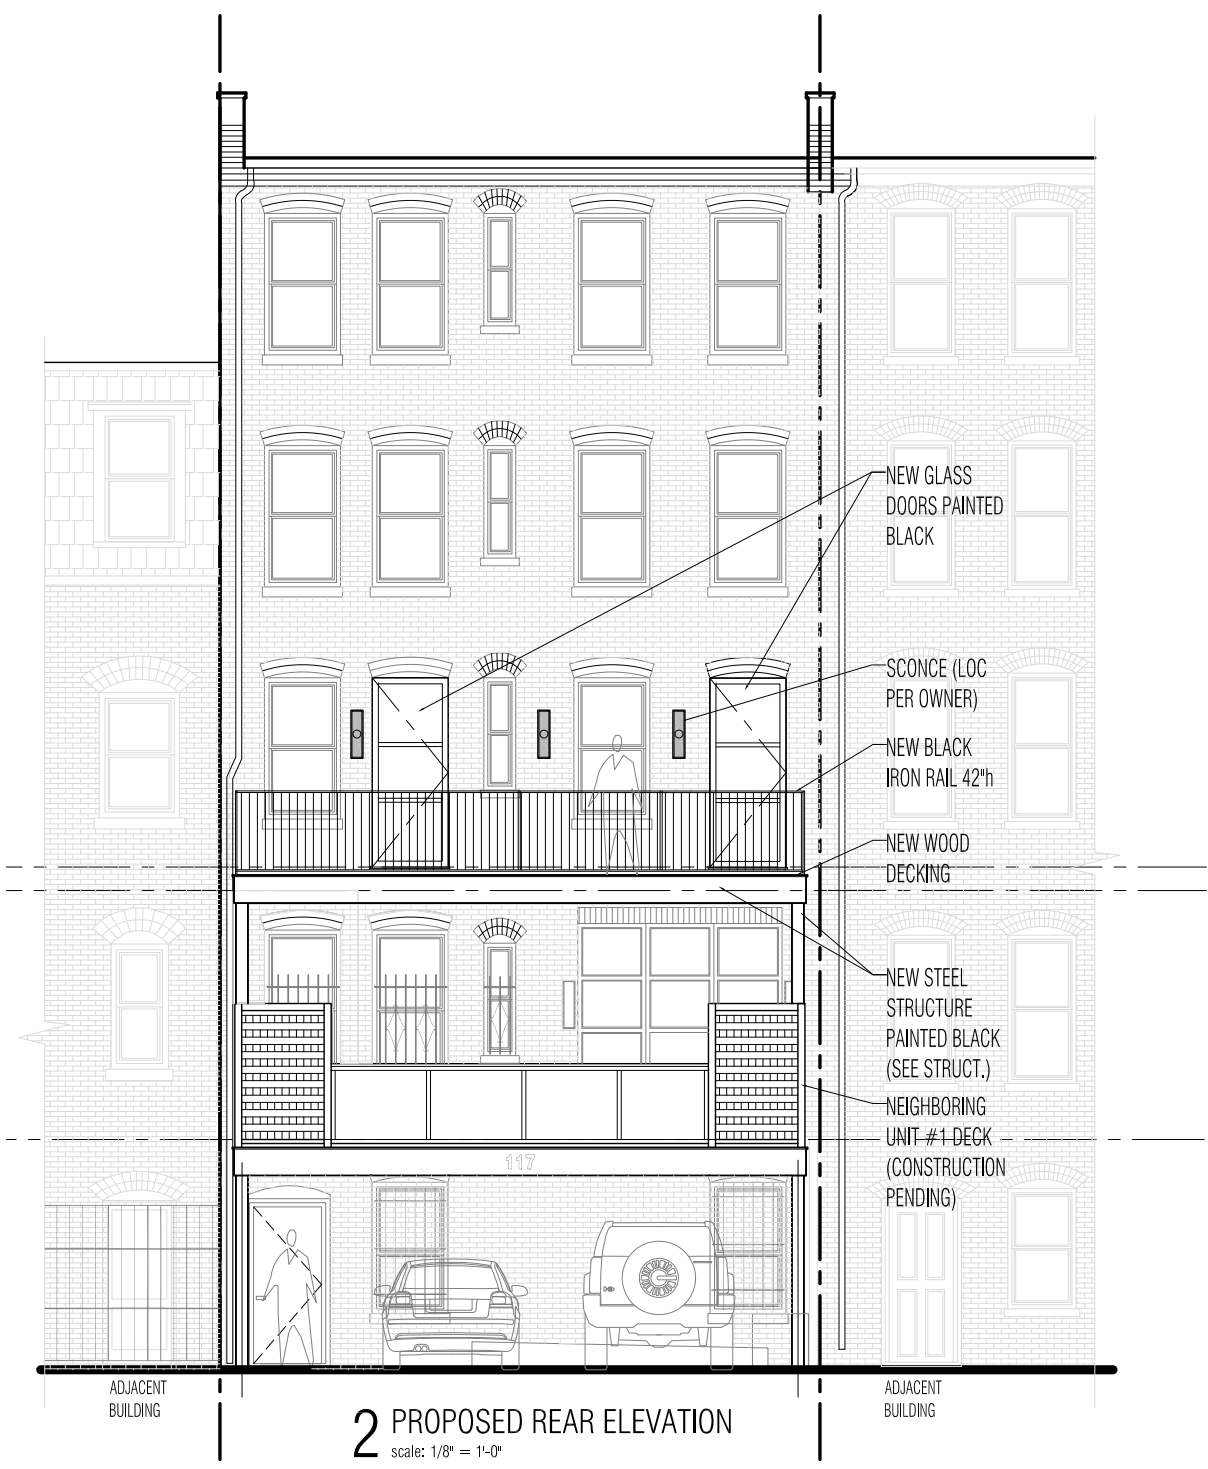 NEW GLASS
DOORS PAINTED
BLACK
SCONCE (LOC
PER OWNER)
NEW BLACK
IRON RAIL 42"h
NEW WOOD
DECKING
NEW STEEL
STRUCTURE
PAINTED BLACK
(SEE STRUCT.)
NEIGHBORING
UNIT #1 DECK
(CONSTRUCTION
PENDING)
117
ADJACENT
BUILDING
ADJACENT
BUILDING
2 PROPOSED REAR ELEVATION
scale: 1/8" = 1'-0"